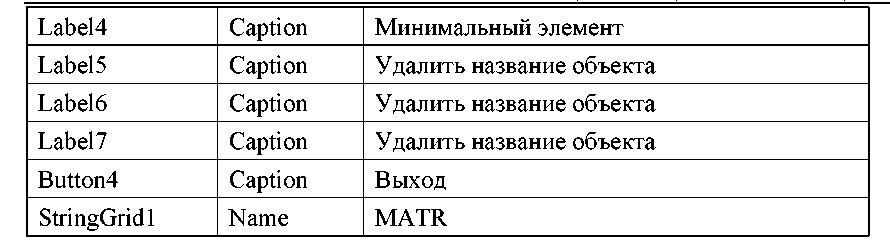 Label4 Caption Минимальный элемент
Label5 Caption Удалить название объекта
Label6 Caption Удалить название объекта
Label7 Caption Удалить название объекта
Button4 Caption Выход
StringGrid1 Name MATR